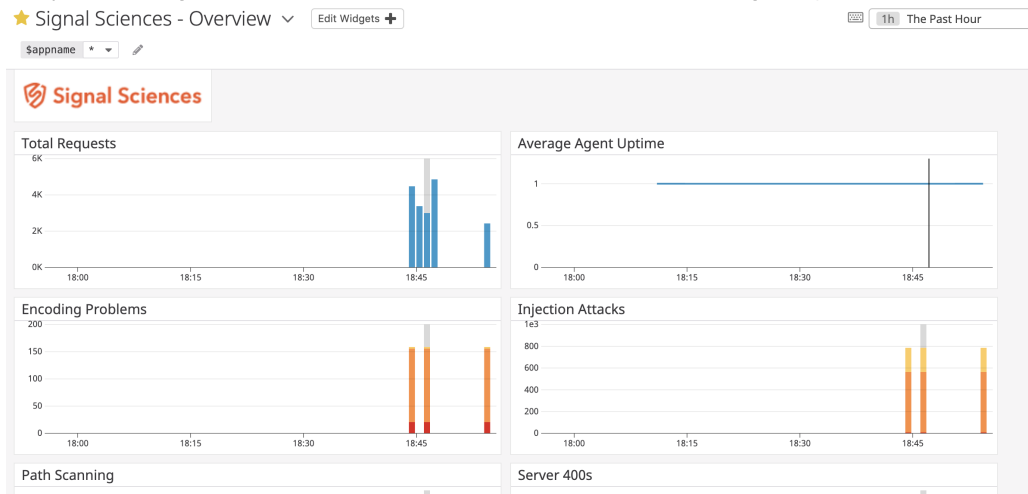 Signal Sciences - Overview
Edit Widgets
1h The Past Hour
$appname *
Signal Sciences
Total Requests
6K
4K
2K
0K
18:00 18:15 18:30 18:45
Average Agent Uptime
1
0.5
0
18:00 18:15 18:30 18:45
Encoding Problems
200
150
100
50
0
18:00 18:15 18:30 18:45
Injection Attacks
1e3
800
600
400
200
0
18:00 18:15 18:30 18:45
Path Scanning
Server 400s